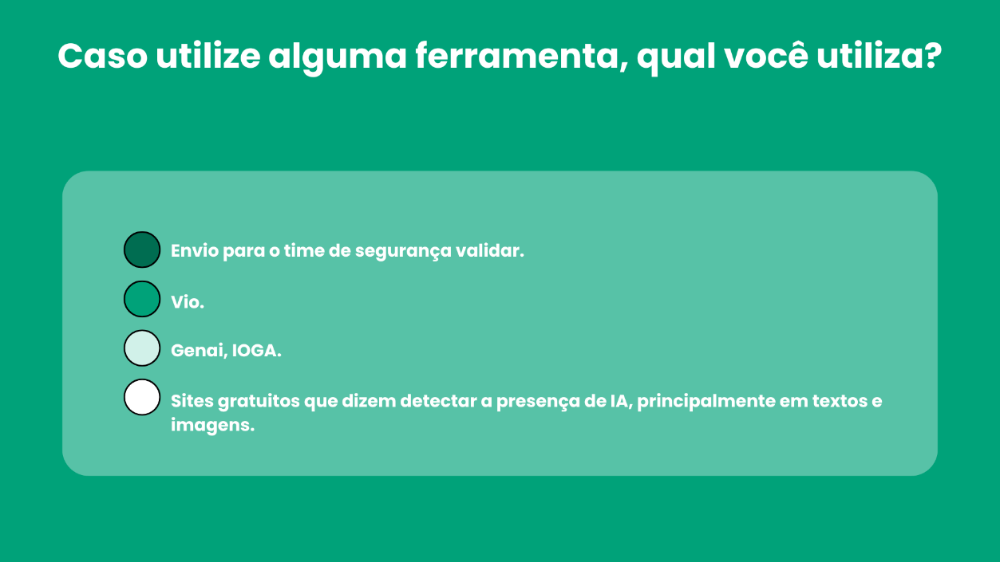 Caso utilize alguma ferramenta, qual você utiliza?
Envio para o time de segurança validar.
Vio.
Genai, IOGA.
Sites gratuitos que dizem detectar a presença de IA, principalmente em textos e
imagens.